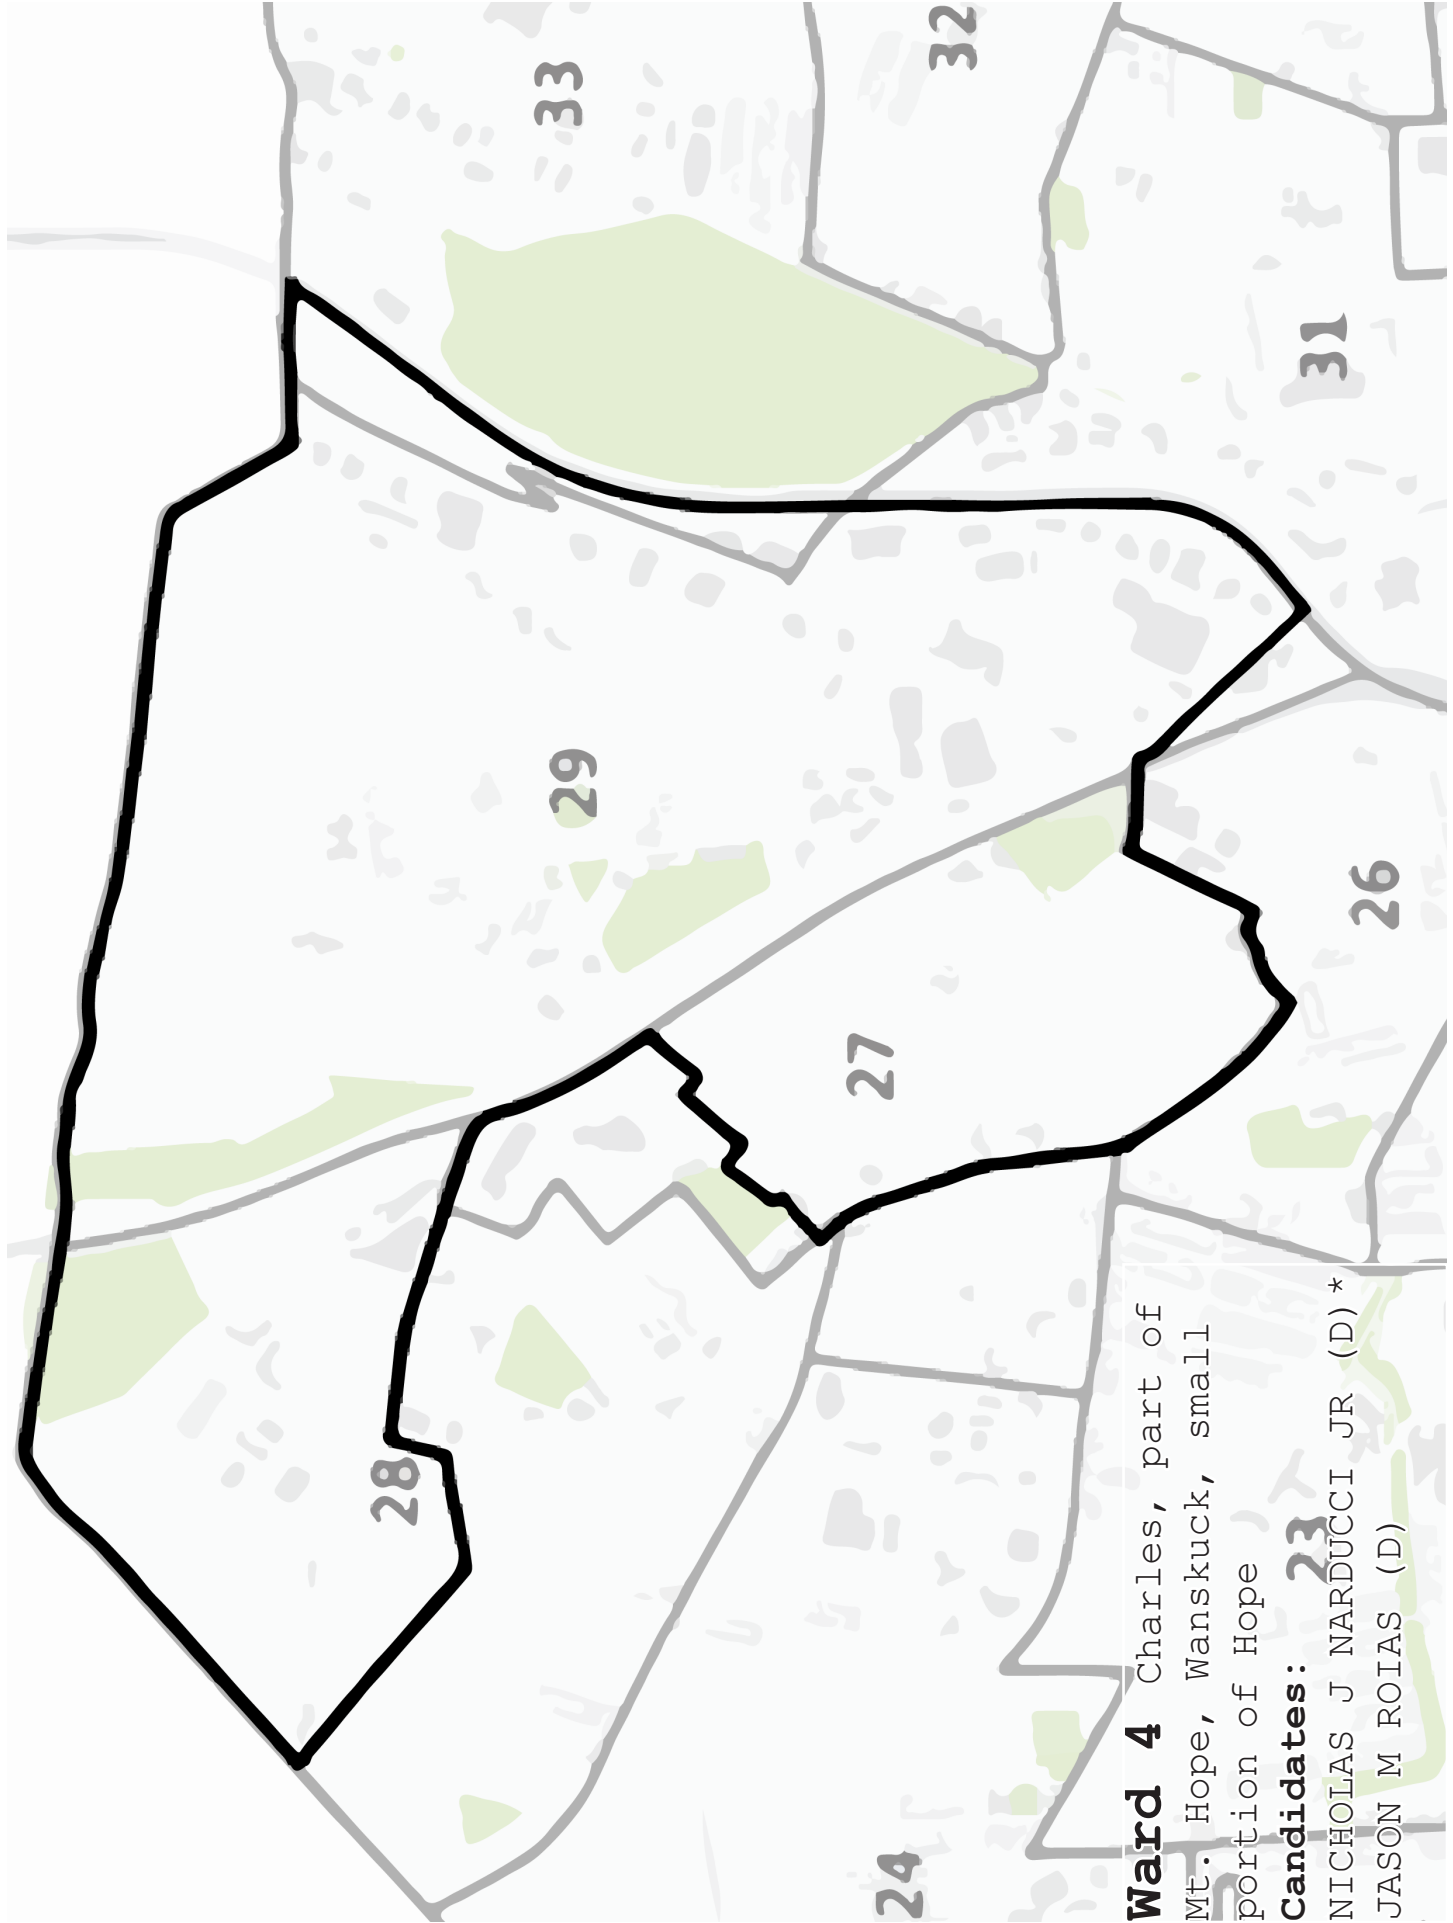 33
32
31
29
28
27
26
24
23
Ward 4 Charles, part of
Mt. Hope, Wanskuck, small
portion of Hope
Candidates:
NICHOLAS J NARDUCCI JR (D)*
JASON M ROIAS (D)